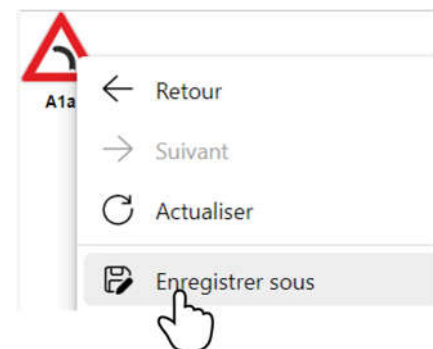 A1a
Retour
Suivant
Actualiser
Enregistrer sous